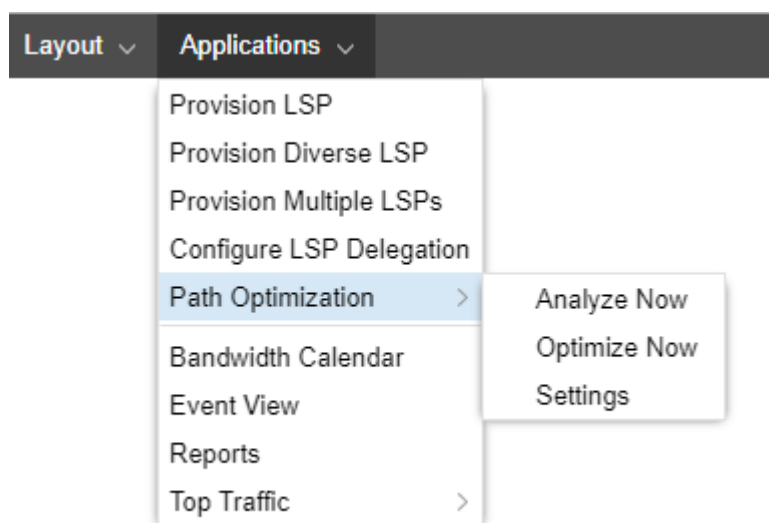 Layout Applications
Provision LSP
Provision Diverse LSP
Provision Multiple LSPs
Configure LSP Delegation
Path Optimization
Analyze Now
Optimize Now
Settings
Bandwidth Calendar
Event View
Reports
Top Traffic